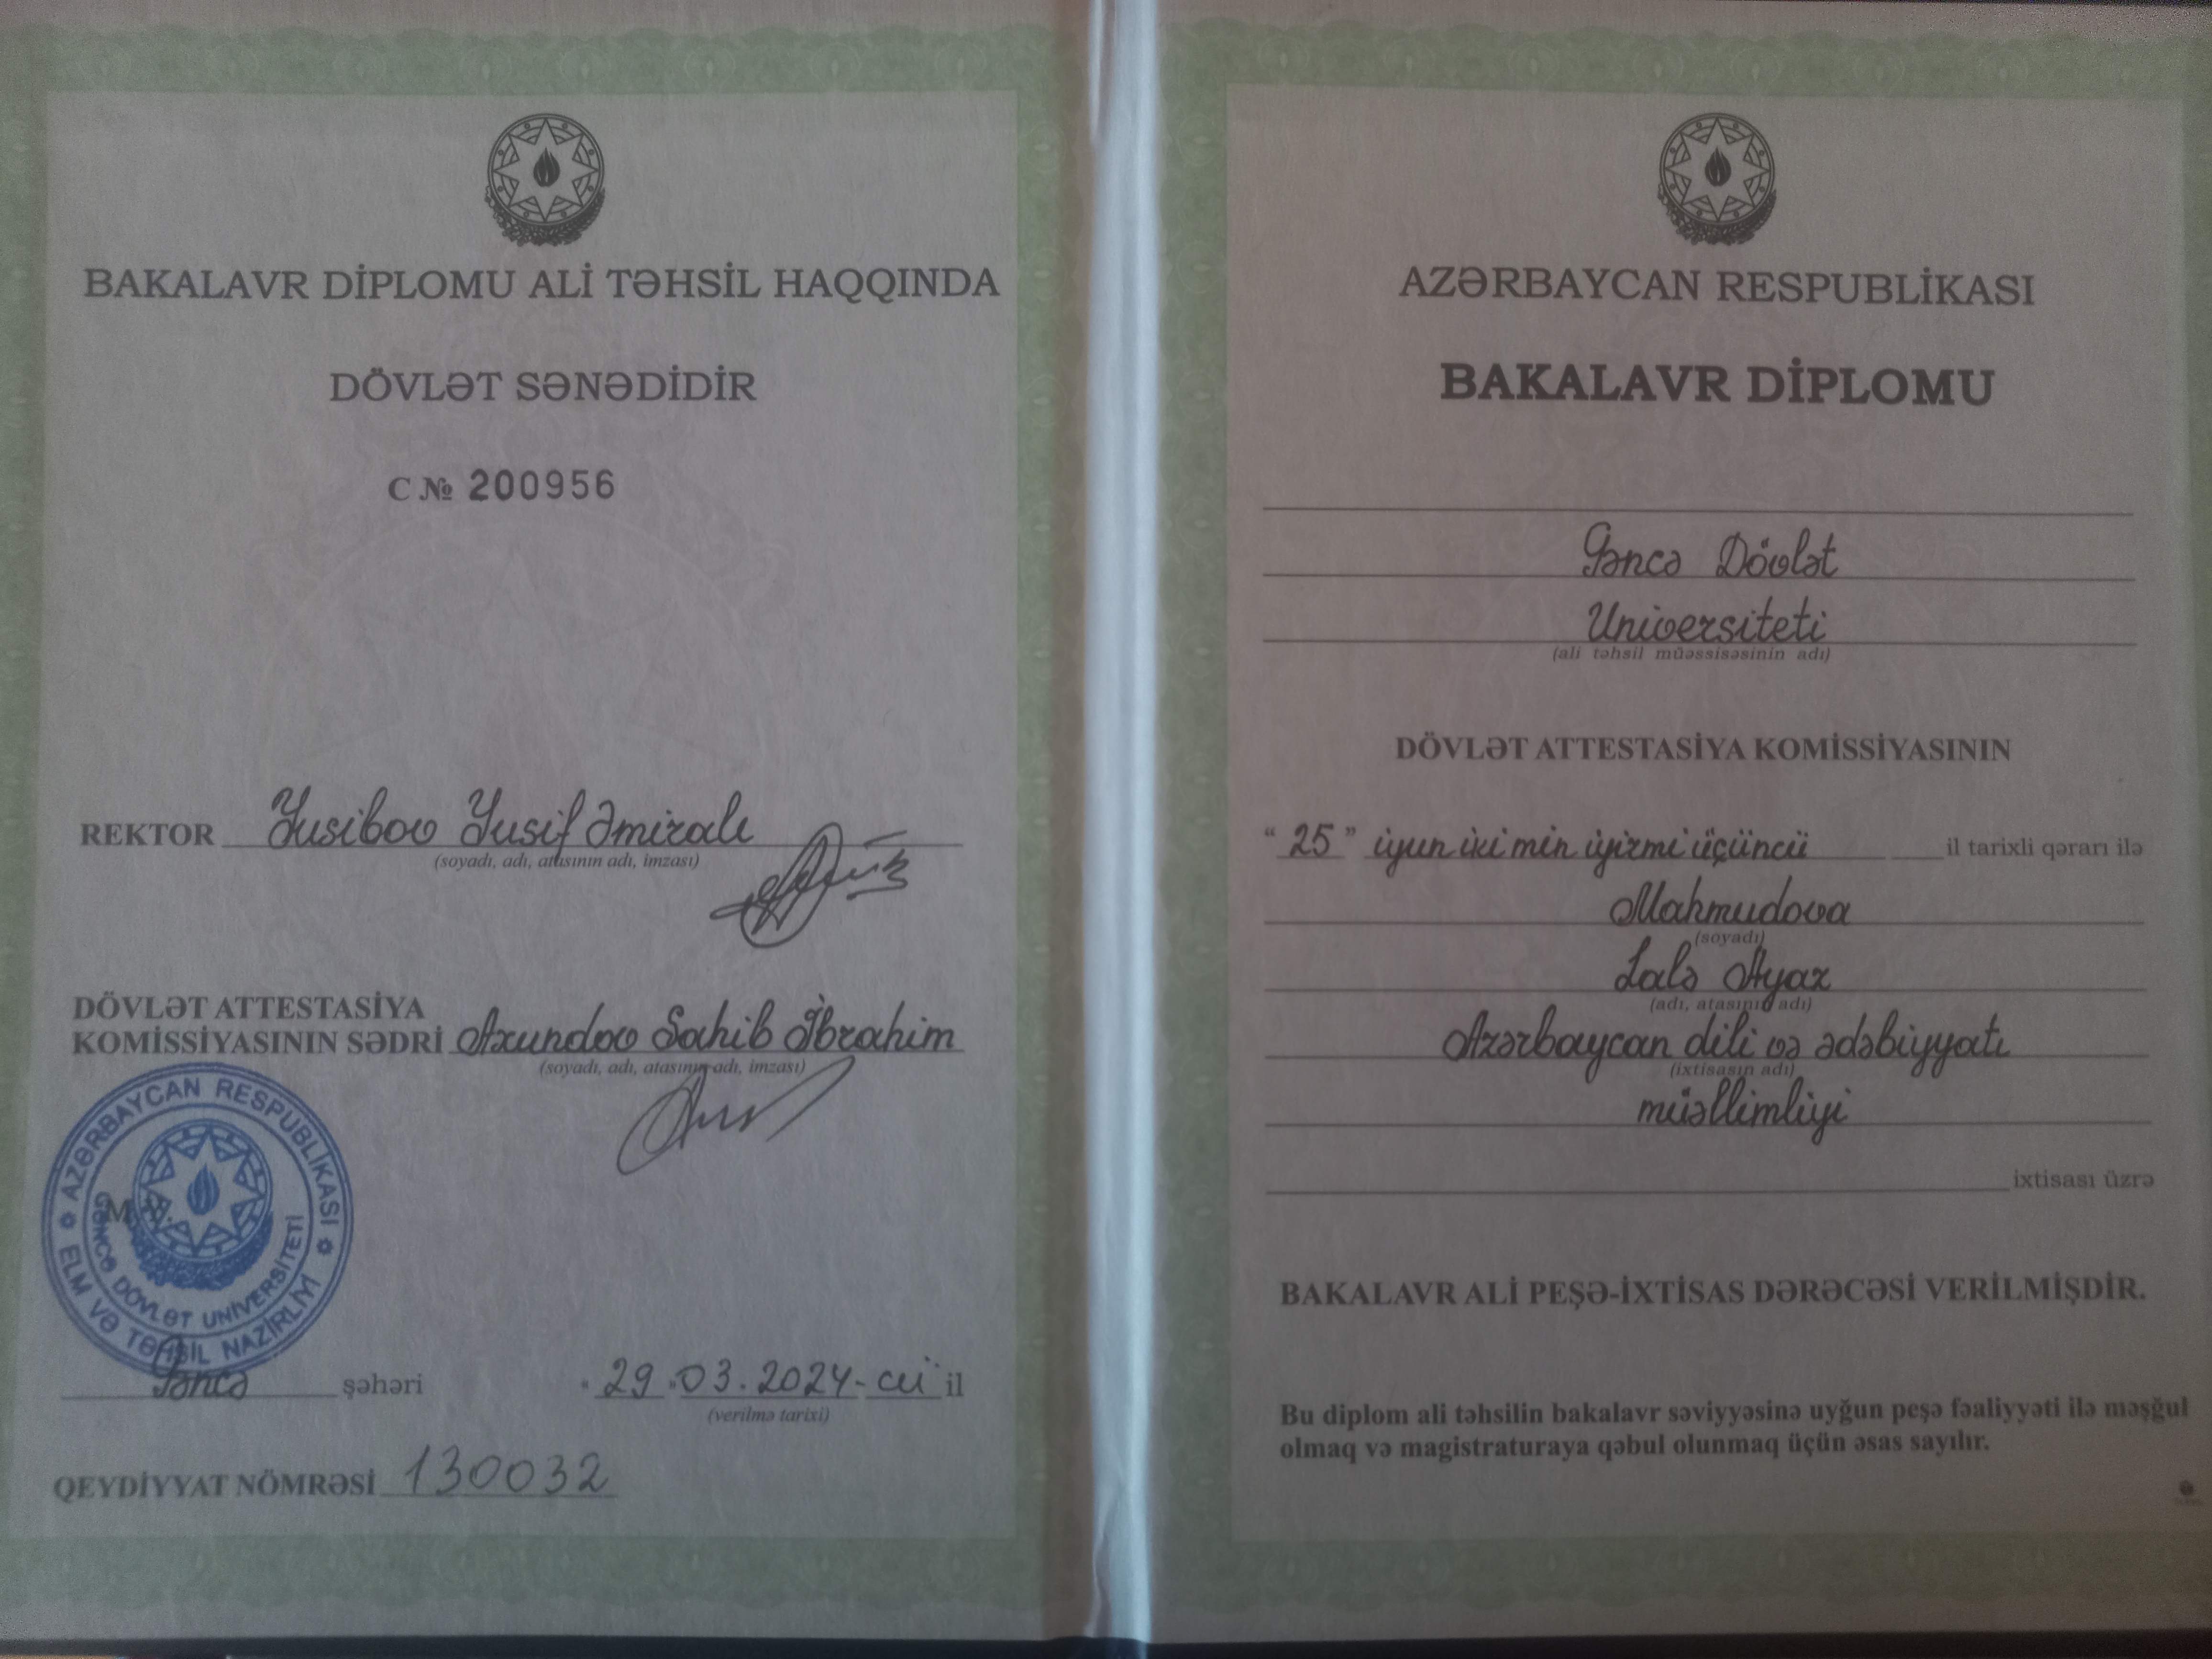 BAKALAVR DİPLOMU ALİ TƏHSİL HAQQINDA
DÖVLƏT SƏNƏDİDİR
C № 200956
REKTOR Yusibov Yusif Əmiralı
(soyadı, adı, atasının adı, imzası)
DÖVLƏT ATTESTASİYA
KOMİSSİYASININ SƏDRİ Axundov Sahib İbrahim
(soyadı, adı, atasının adı, imzası)
AZƏRBAYCAN RESPUBLİKASI
ELM VƏ TƏHSİL NAZİRLİYİ
GƏNCƏ DÖVLƏT UNİVERSİTETİ
Gəncə şəhəri 29.03.2024-cü il
(verilmə tarixi)
QEYDİYYAT NÖMRƏSİ 130032
AZƏRBAYCAN RESPUBLİKASI
BAKALAVR DİPLOMU
Gəncə Dövlət
Universiteti
(ali təhsil müəssisəsinin adı)
DÖVLƏT ATTESTASİYA KOMİSSİYASININ
“25” iyun iki min iyirmi üçüncü il tarixli qərarı ilə
Mahmudova
(soyadı)
Lalə Ayaz
(adı, atasının adı)
Azərbaycan dili və ədəbiyyatı
(ixtisasın adı)
müəllimliyi
ixtisası üzrə
BAKALAVR ALİ PEŞƏ-İXTİSAS DƏRƏCƏSİ VERİLMİŞDİR.
Bu diplom ali təhsilin bakalavr səviyyəsinə uyğun peşə fəaliyyəti ilə məşğul
olmaq və magistraturaya qəbul olunmaq üçün əsas sayılır.